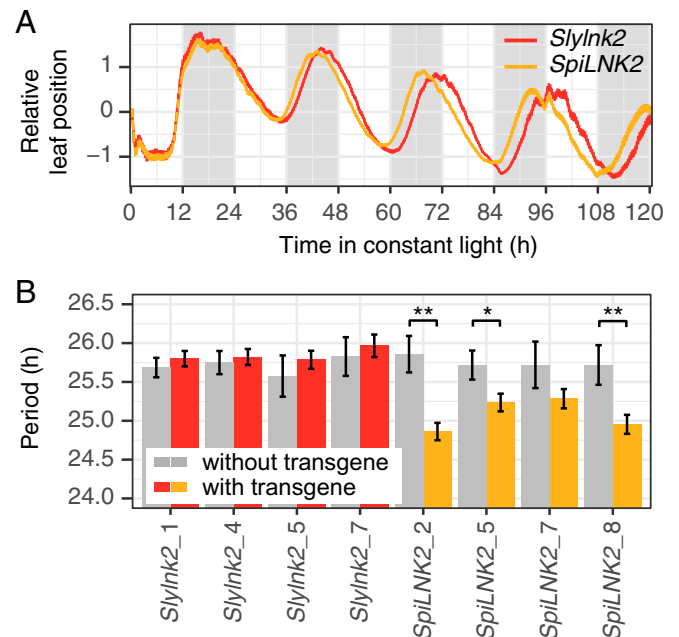 A
Slylnk2
SpiLNK2
Relative
leaf position
1
0
−1
0 12 24 36 48 60 72 84 96 108 120
Time in constant light (h)
B
Period (h)
26.5
26.0
25.5
25.0
24.5
24.0
** * **
without transgene
with transgene
Slylnk2_1
Slylnk2_4
Slylnk2_5
Slylnk2_7
SpiLNK2_2
SpiLNK2_5
SpiLNK2_7
SpiLNK2_8